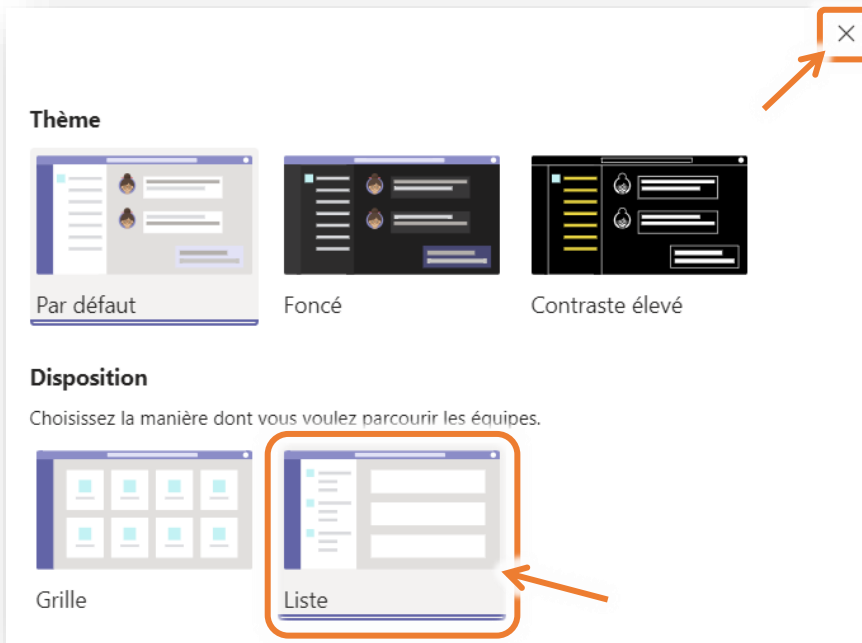 Thème
Par défaut
Foncé
Contraste élevé
Disposition
Choisissez la manière dont vous voulez parcourir les équipes.
Grille
Liste